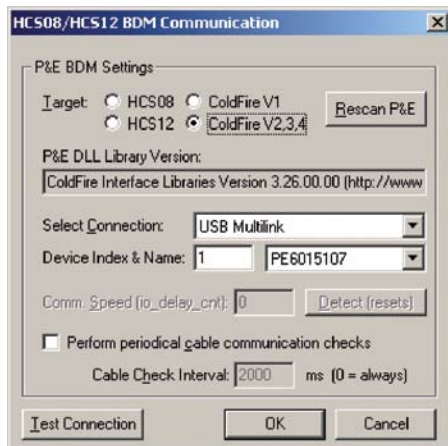 HCS08/HCS12 BDM Communication
P&E BDM Settings
Target: HCS08 ColdFire V1 Rescan P&E
HCS12 ColdFire V2,3,4
P&E DLL Library Version:
ColdFire Interface Libraries Version 3.26.00.00 (http://www
Select Connection: USB Multilink
Device Index & Name: 1 PE6015107
Comm. Speed (io_delay_cnt): 0 Detect (resets)
Perform periodical cable communication checks
Cable Check Interval: 2000 ms (0 = always)
Test Connection OK Cancel